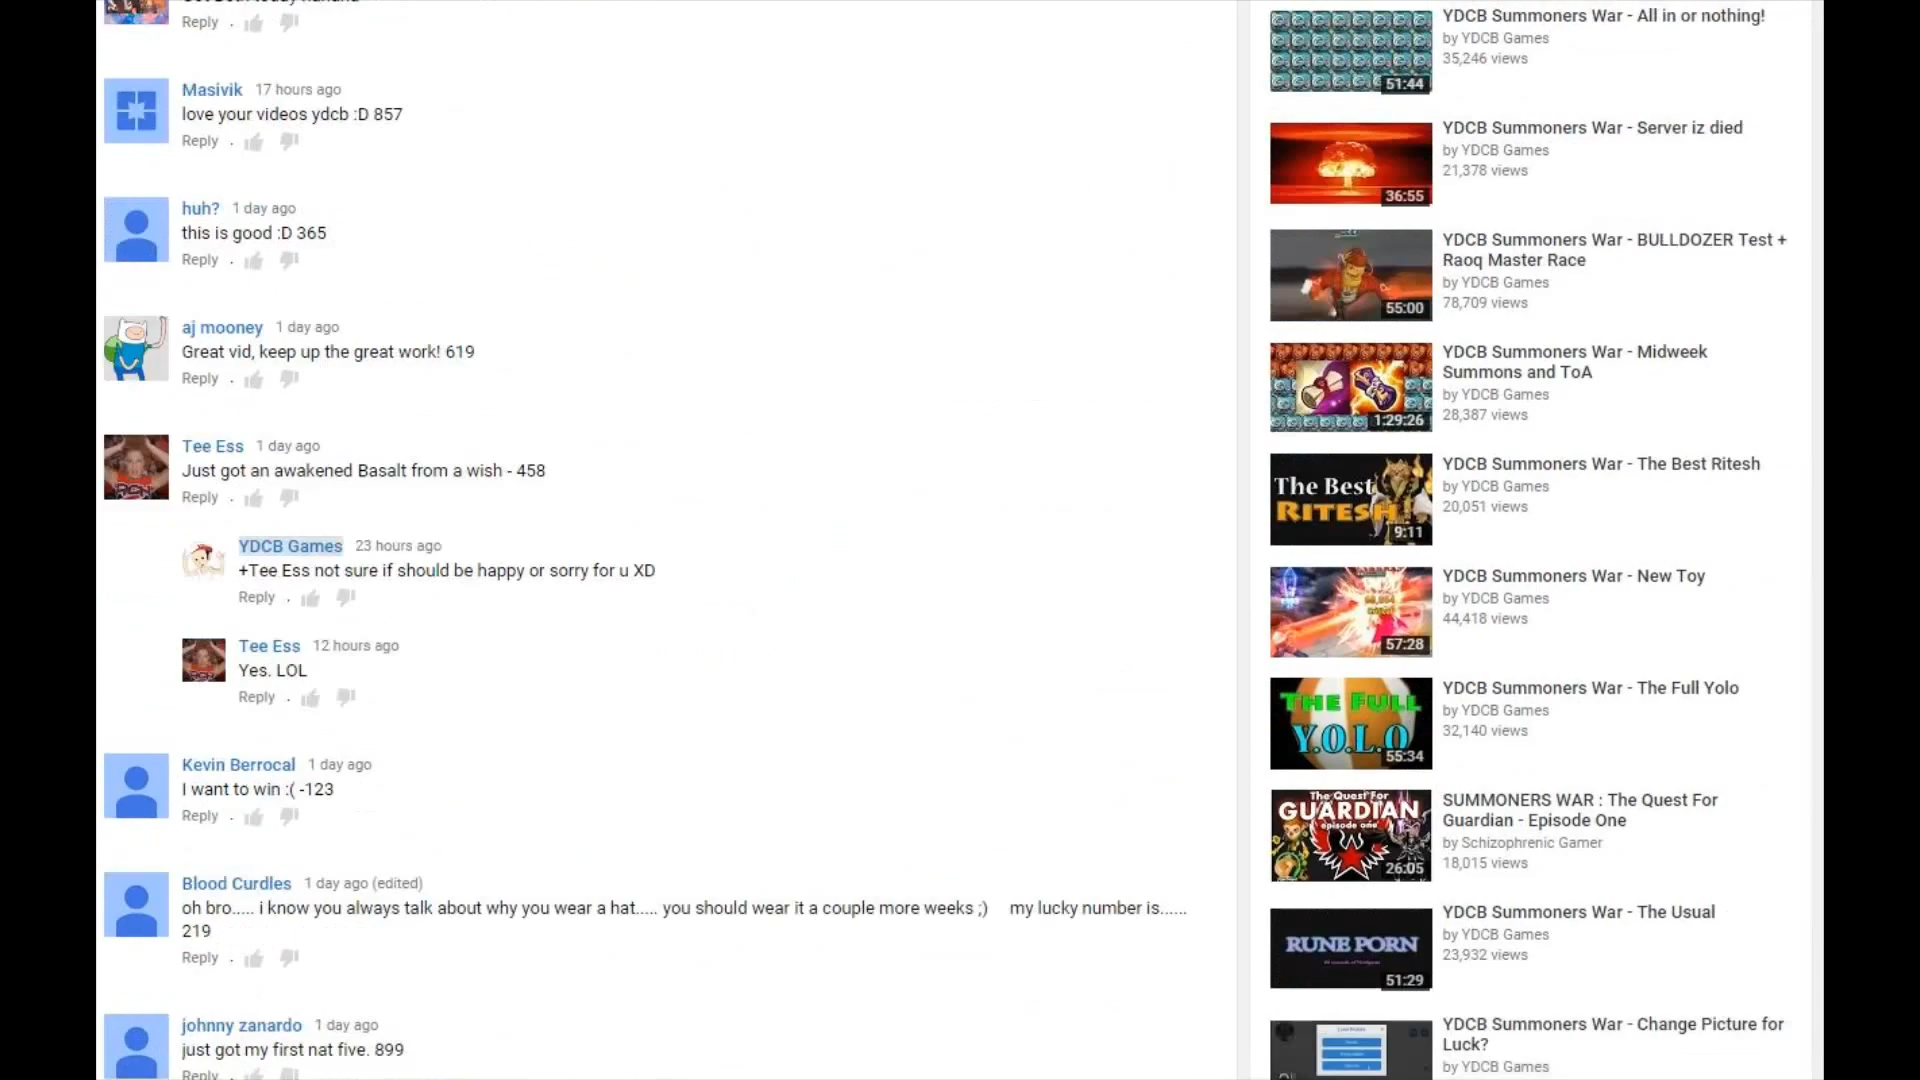 Reply .
Masivik 17 hours ago
love your videos ydcb :D 857
Reply .
huh? 1 day ago
this is good :D 365
Reply .
aj mooney 1 day ago
Great vid, keep up the great work! 619
Reply .
Tee Ess 1 day ago
Just got an awakened Basalt from a wish - 458
Reply .
YDCB Games 23 hours ago
+Tee Ess not sure if should be happy or sorry for u XD
Reply .
Tee Ess 12 hours ago
Yes. LOL
Reply .
Kevin Berrocal 1 day ago
I want to win :( -123
Reply .
Blood Curdles 1 day ago (edited)
oh bro..... i know you always talk about why you wear a hat..... you should wear it a couple more weeks ;) my lucky number is......
219
Reply .
johnny zanardo 1 day ago
just got my first nat five. 899
Reply
YDCB Summoners War - All in or nothing!
by YDCB Games
35,246 views
51:44
YDCB Summoners War - Server iz died
by YDCB Games
21,378 views
36:55
YDCB Summoners War - BULLDOZER Test +
Raoq Master Race
by YDCB Games
78,709 views
55:00
YDCB Summoners War - Midweek
Summons and ToA
by YDCB Games
28,387 views
1:29:26
YDCB Summoners War - The Best Ritesh
by YDCB Games
20,051 views
The Best
RITESH
9:11
YDCB Summoners War - New Toy
by YDCB Games
44,418 views
57:28
YDCB Summoners War - The Full Yolo
by YDCB Games
32,140 views
THE FULL
Y.O.L.O
55:34
SUMMONERS WAR : The Quest For
Guardian - Episode One
by Schizophrenic Gamer
18,015 views
The Quest For
GUARDIAN
episode one
26:05
YDCB Summoners War - The Usual
by YDCB Games
23,932 views
RUNE PORN
51:29
YDCB Summoners War - Change Picture for
Luck?
by YDCB Games